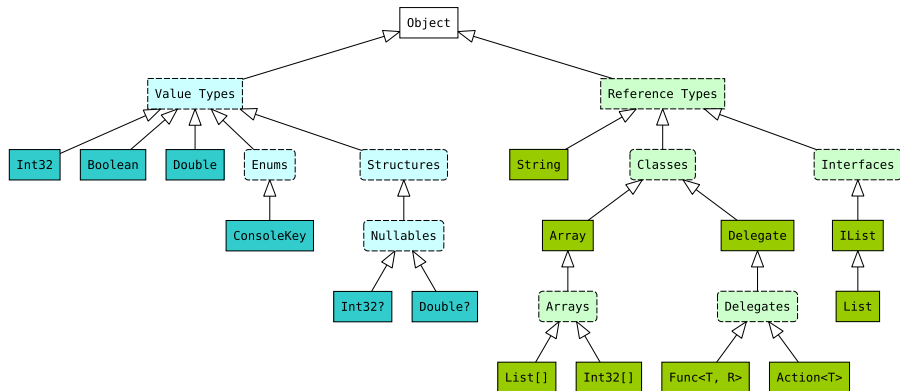 Object
Value Types
Reference Types
Int32
Boolean
Double
Enums
Structures
String
Classes
Interfaces
ConsoleKey
Nullables
Array
Delegate
IList
Int32?
Double?
Arrays
Delegates
List
List[]
Int32[]
Func<T, R>
Action<T>